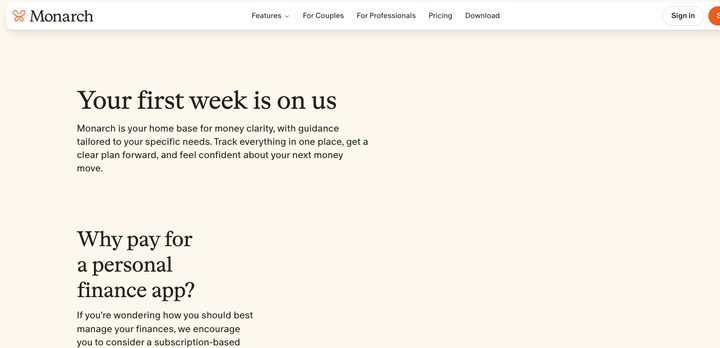 Monarch
Features
For Couples
For Professionals
Pricing
Download
Sign in
Your first week is on us
Monarch is your home base for money clarity, with guidance
tailored to your specific needs. Track everything in one place, get a
clear plan forward, and feel confident about your next money
move.
Why pay for
a personal
finance app?
If you're wondering how you should best
manage your finances, we encourage
you to consider a subscription-based